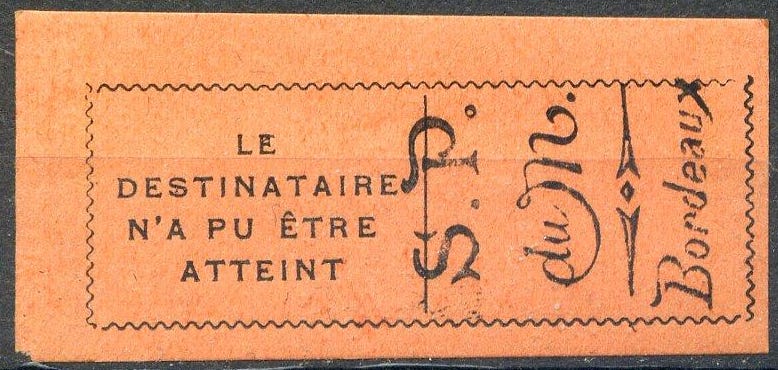 LE
DESTINATAIRE
N'A PU ÊTRE
ATTEINT
S. P.
du M.
Bordeaux